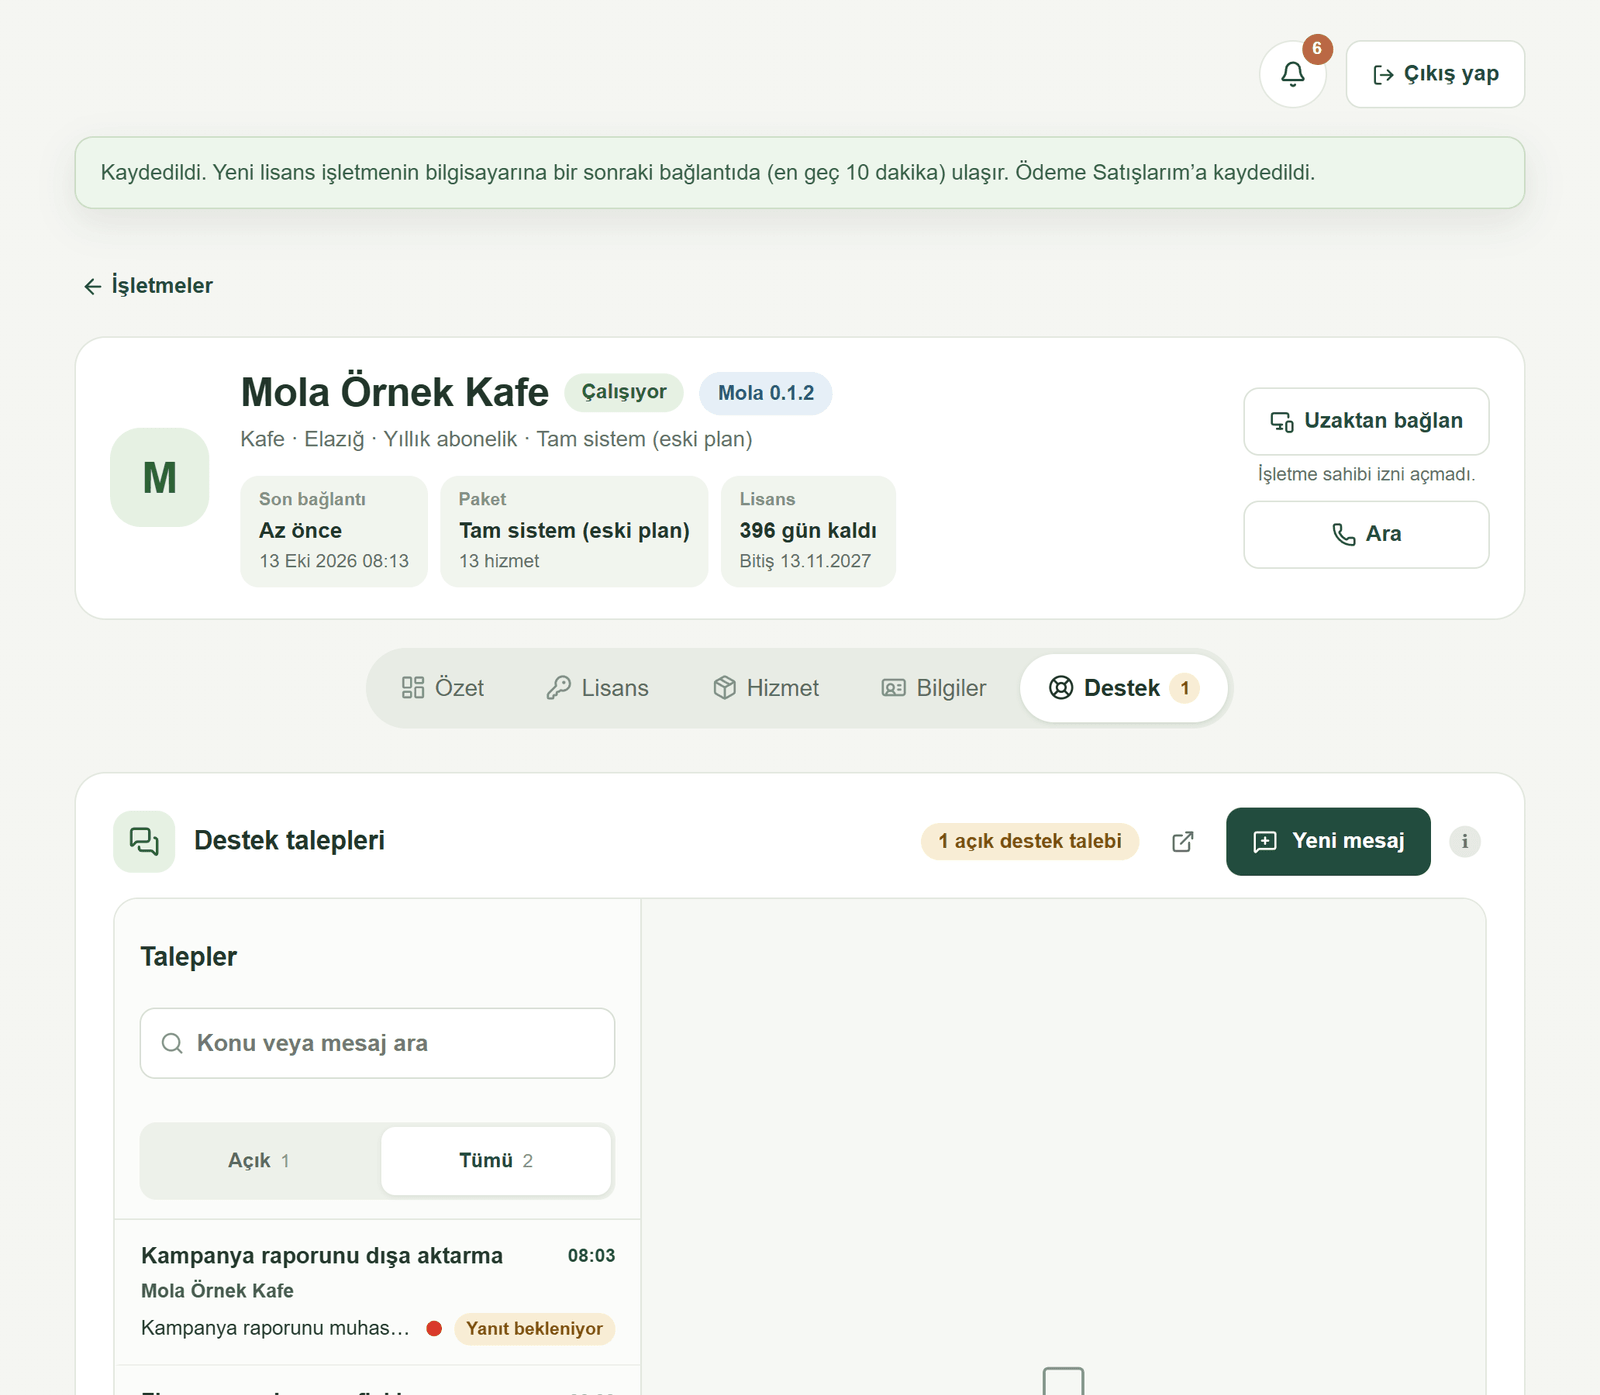 6
Çıkış yap
Kaydedildi. Yeni lisans işletmenin bilgisayarına bir sonraki bağlantıda (en geç 10 dakika) ulaşır. Ödeme Satışlarım’a kaydedildi.
İşletmeler
M
Mola Örnek Kafe
Çalışıyor
Mola 0.1.2
Kafe · Elazığ · Yıllık abonelik · Tam sistem (eski plan)
Son bağlantı
Az önce
13 Eki 2026 08:13
Paket
Tam sistem (eski plan)
13 hizmet
Lisans
396 gün kaldı
Bitiş 13.11.2027
Uzaktan bağlan
İşletme sahibi izni açmadı.
Ara
Özet
Lisans
Hizmet
Bilgiler
Destek 1
Destek talepleri
1 açık destek talebi
Yeni mesaj
i
Talepler
Konu veya mesaj ara
Açık 1
Tümü 2
Kampanya raporunu dışa aktarma
08:03
Mola Örnek Kafe
Kampanya raporunu muhas...
Yanıt bekleniyor